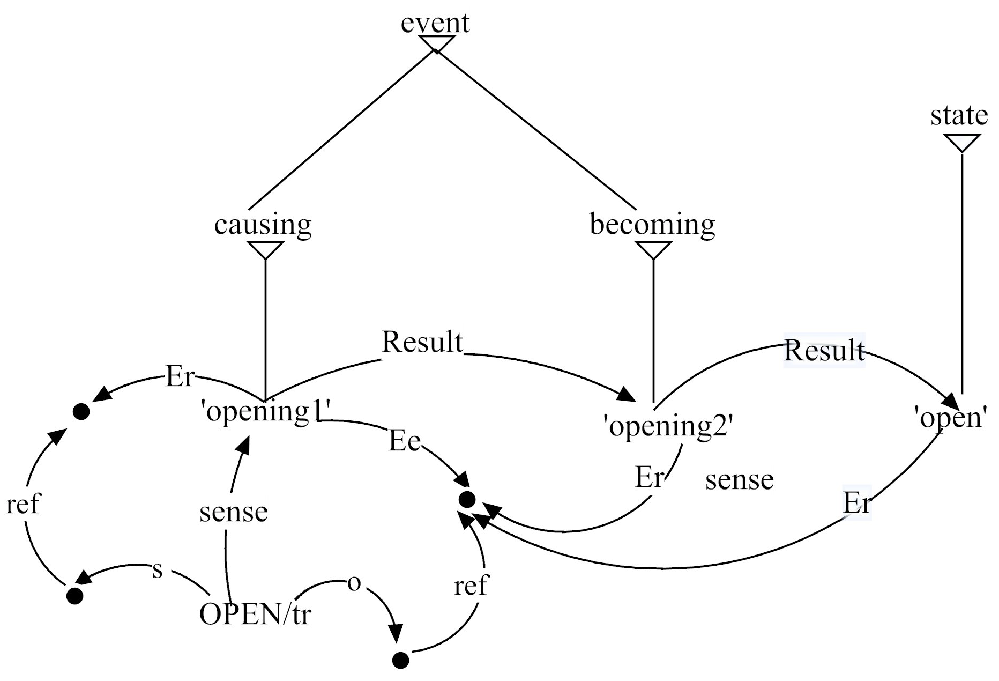 event
state
causing
becoming
Result
Result
Er
'opening1'
'opening2'
'open'
Ee
Er
sense
ref
sense
Er
s
o
ref
OPEN/tr